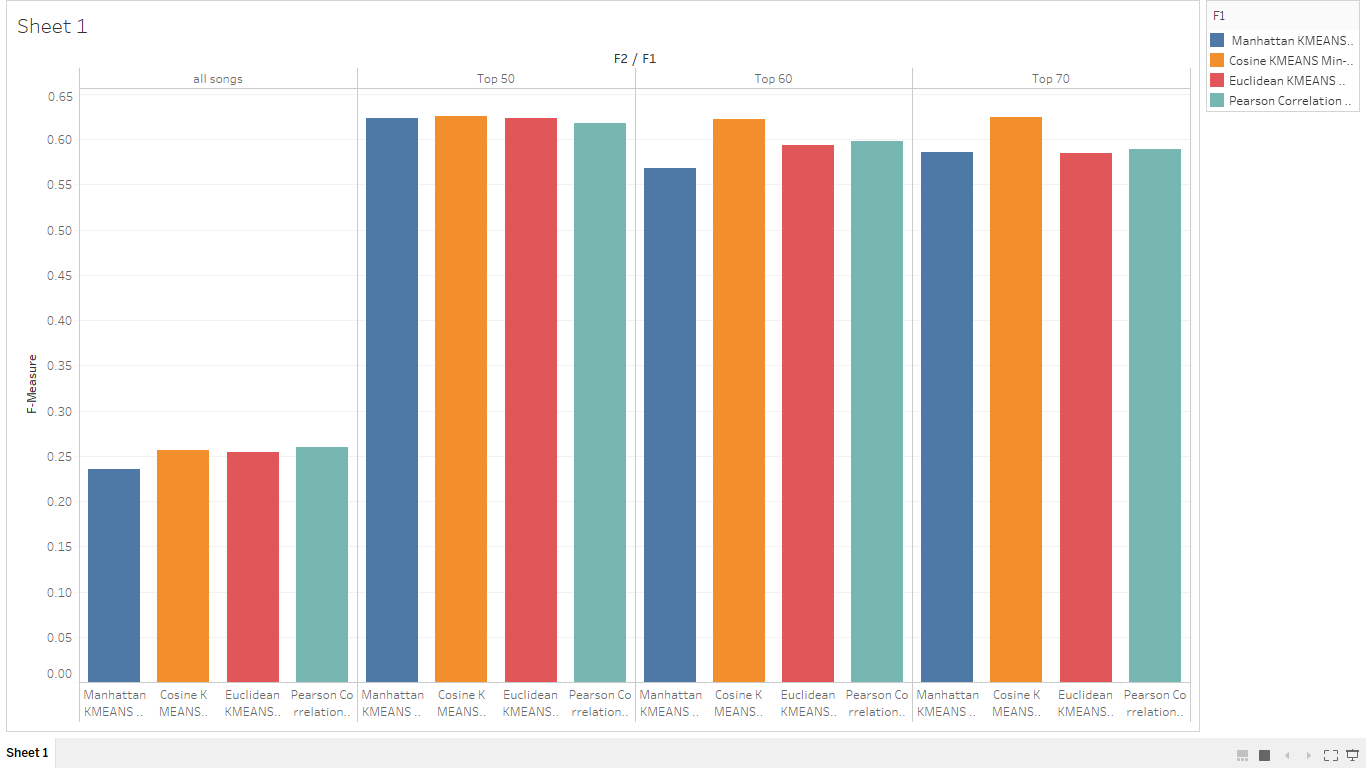 Sheet 1
F2 / F1
all songs
Top 50
Top 60
Top 70
F-Measure
0.65
0.60
0.55
0.50
0.45
0.40
0.35
0.30
0.25
0.20
0.15
0.10
0.05
0.00
Manhattan
KMEANS ..
Cosine K
MEANS..
Euclidean
KMEANS..
Pearson Co
rrelation..
Manhattan
KMEANS ..
Cosine K
MEANS..
Euclidean
KMEANS..
Pearson Co
rrelation..
Manhattan
KMEANS ..
Cosine K
MEANS..
Euclidean
KMEANS..
Pearson Co
rrelation..
Manhattan
KMEANS ..
Cosine K
MEANS..
Euclidean
KMEANS..
Pearson Co
rrelation..
F1
Manhattan KMEANS..
Cosine KMEANS Min-..
Euclidean KMEANS ..
Pearson Correlation ..
Sheet 1